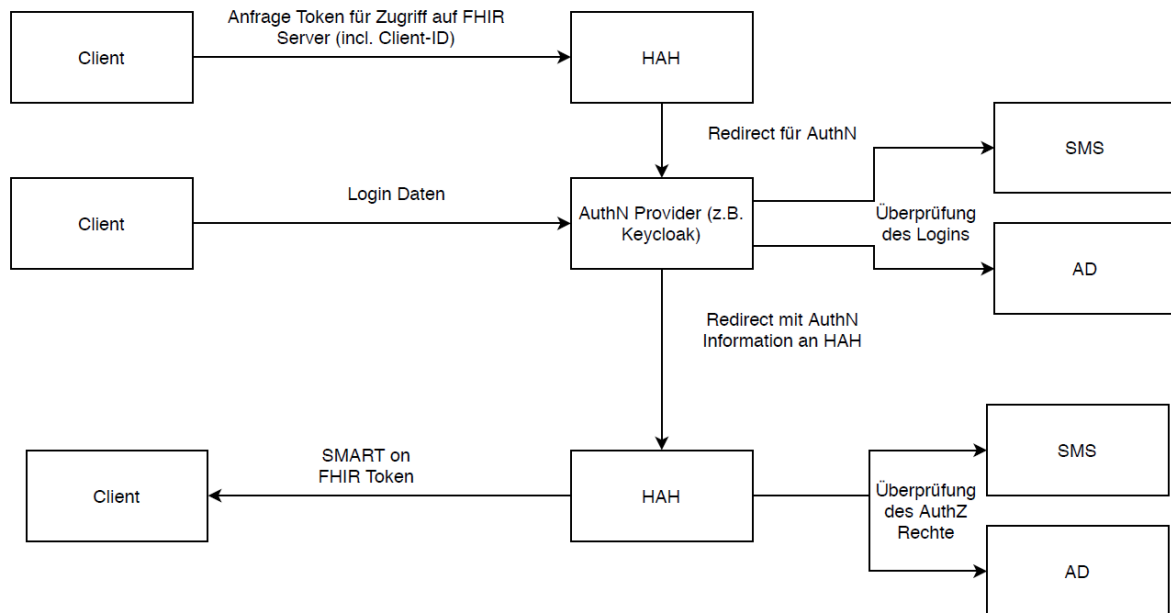 Anfrage Token für Zugriff auf FHIR
Server (incl. Client-ID)
Client
HAH
Redirect für AuthN
SMS
Client
Login Daten
AuthN Provider (z.B.
Keycloak)
Überprüfung
des Logins
AD
Redirect mit AuthN
Information an HAH
SMART on
FHIR Token
Client
HAH
SMS
Überprüfung
des AuthZ
Rechte
AD